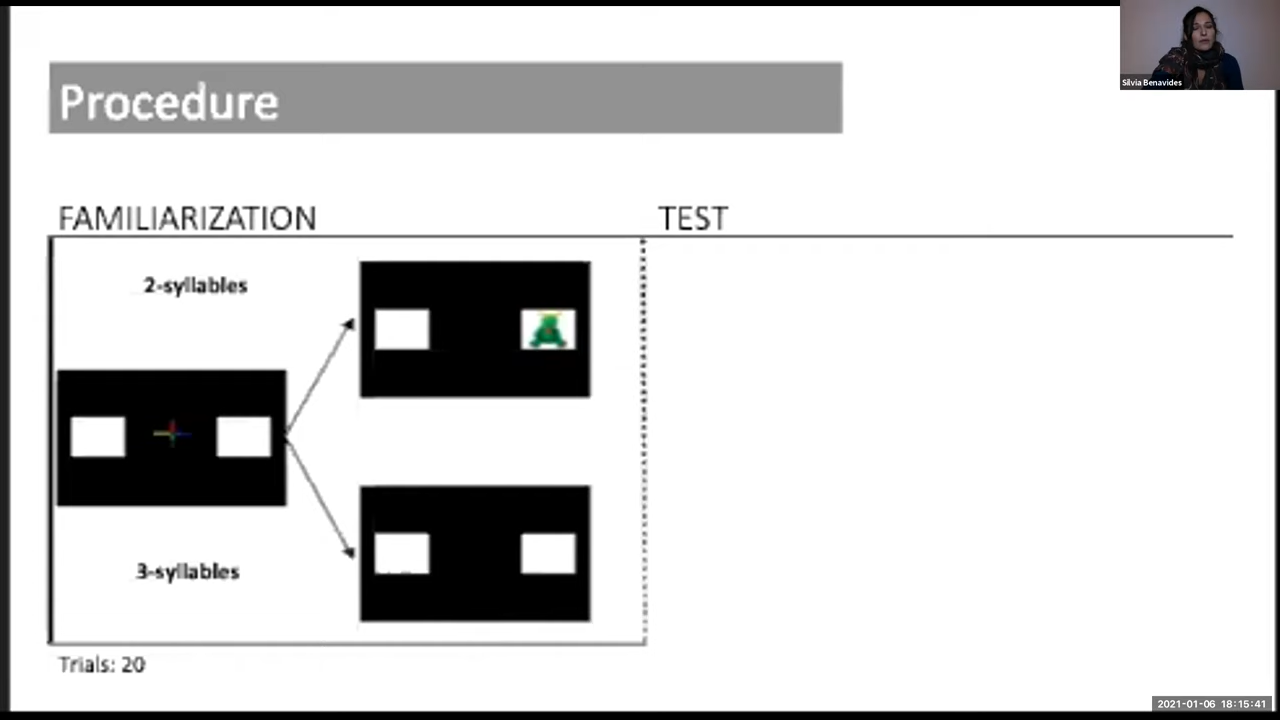 Silvia Benavides
Procedure
FAMILIARIZATION
TEST
2-syllables
3-syllables
Trials: 20
2021-01-06 18:15:41